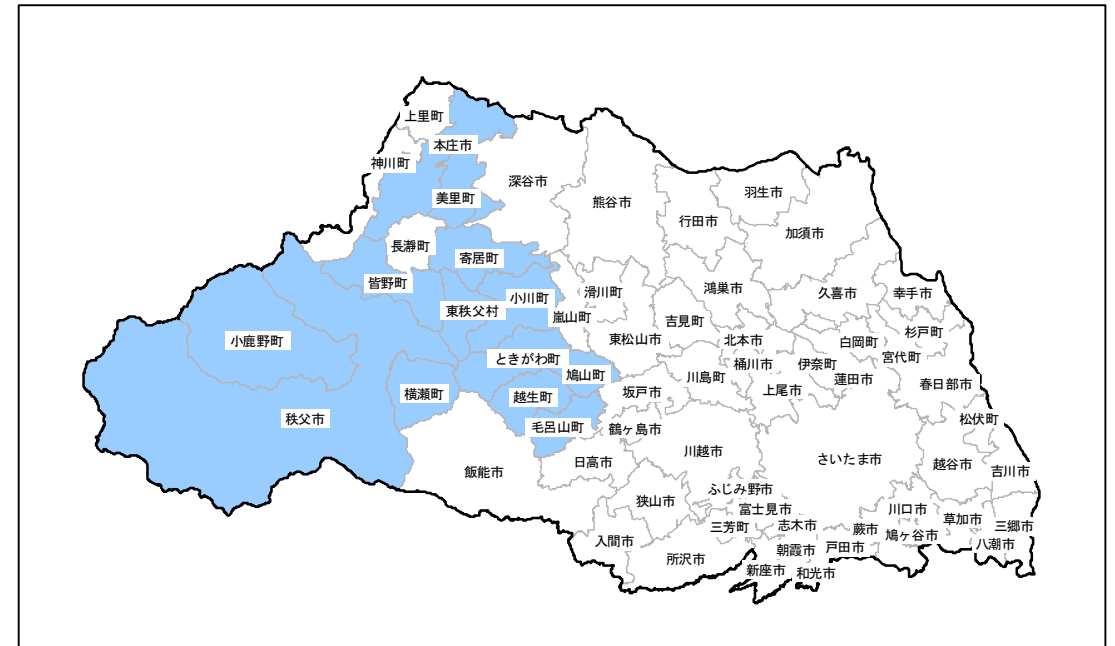 上里町
本庄市
神川町
深谷市
美里町
羽生市
熊谷市
行田市
加須市
長瀞町
寄居町
皆野町
滑川町
鴻巣市
久喜市
幸手市
小川町
東秩父村
嵐山町
吉見町
杉戸町
小鹿野町
東松山市
北本市
白岡町
宮代町
ときがわ町
桶川市
伊奈町
鳩山町
川島町
蓮田市
春日部市
横瀬町
越生町
坂戸市
上尾市
秩父市
松伏町
毛呂山町
鶴ヶ島市
川越市
さいたま市
日高市
越谷市
飯能市
吉川市
ふじみ野市
狭山市
富士見市
川口市
草加市
三芳町
志木市
蕨市
鳩ヶ谷市
三郷市
入間市
朝霞市
戸田市
八潮市
所沢市
新座市
和光市